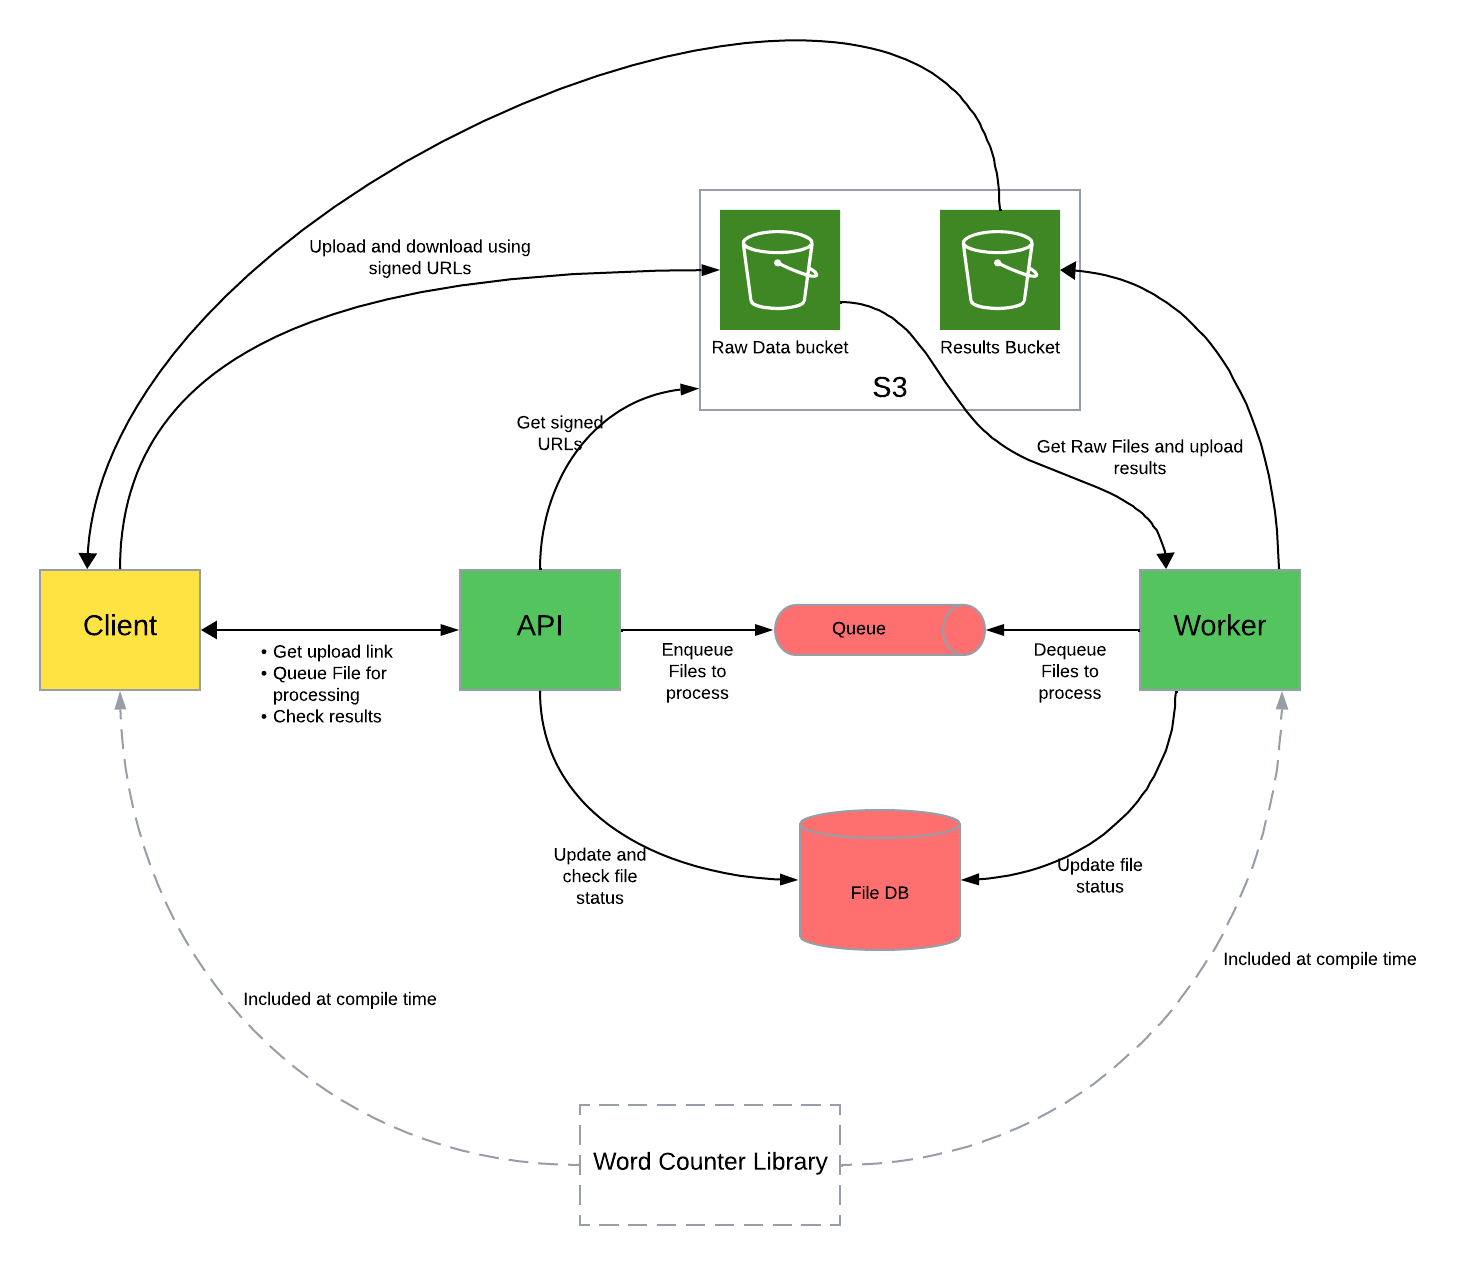 Upload and download using
signed URLs
Raw Data bucket
Results Bucket
S3
Get signed
URLs
Get Raw Files and upload
results
Client
API
Queue
Worker
• Get upload link
• Queue File for
processing
• Check results
Enqueue
Files to
process
Dequeue
Files to
process
Update and
check file
status
File DB
Update file
status
Included at compile time
Included at compile time
Word Counter Library